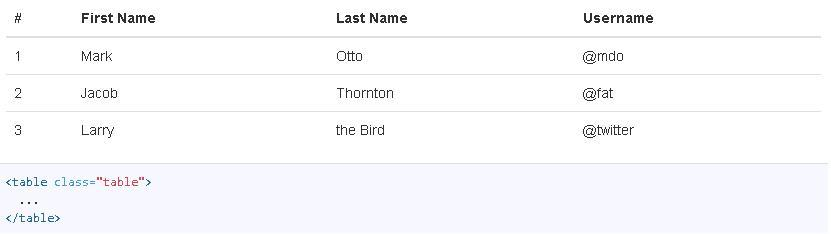 # First Name Last Name Username
1 Mark Otto @mdo
2 Jacob Thornton @fat
3 Larry the Bird @twitter
<table class="table">
...
</table>